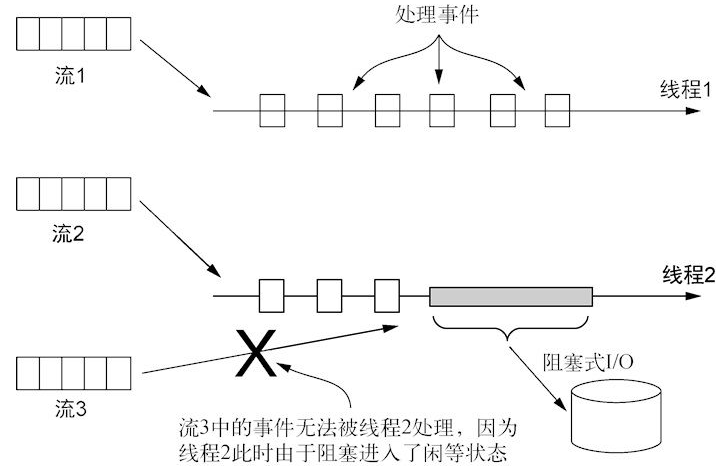 处理事件
流1
线程1
流2
线程2
阻塞式I/O
流3
流3中的事件无法被线程2处理，因为
线程2此时由于阻塞进入了闲等状态